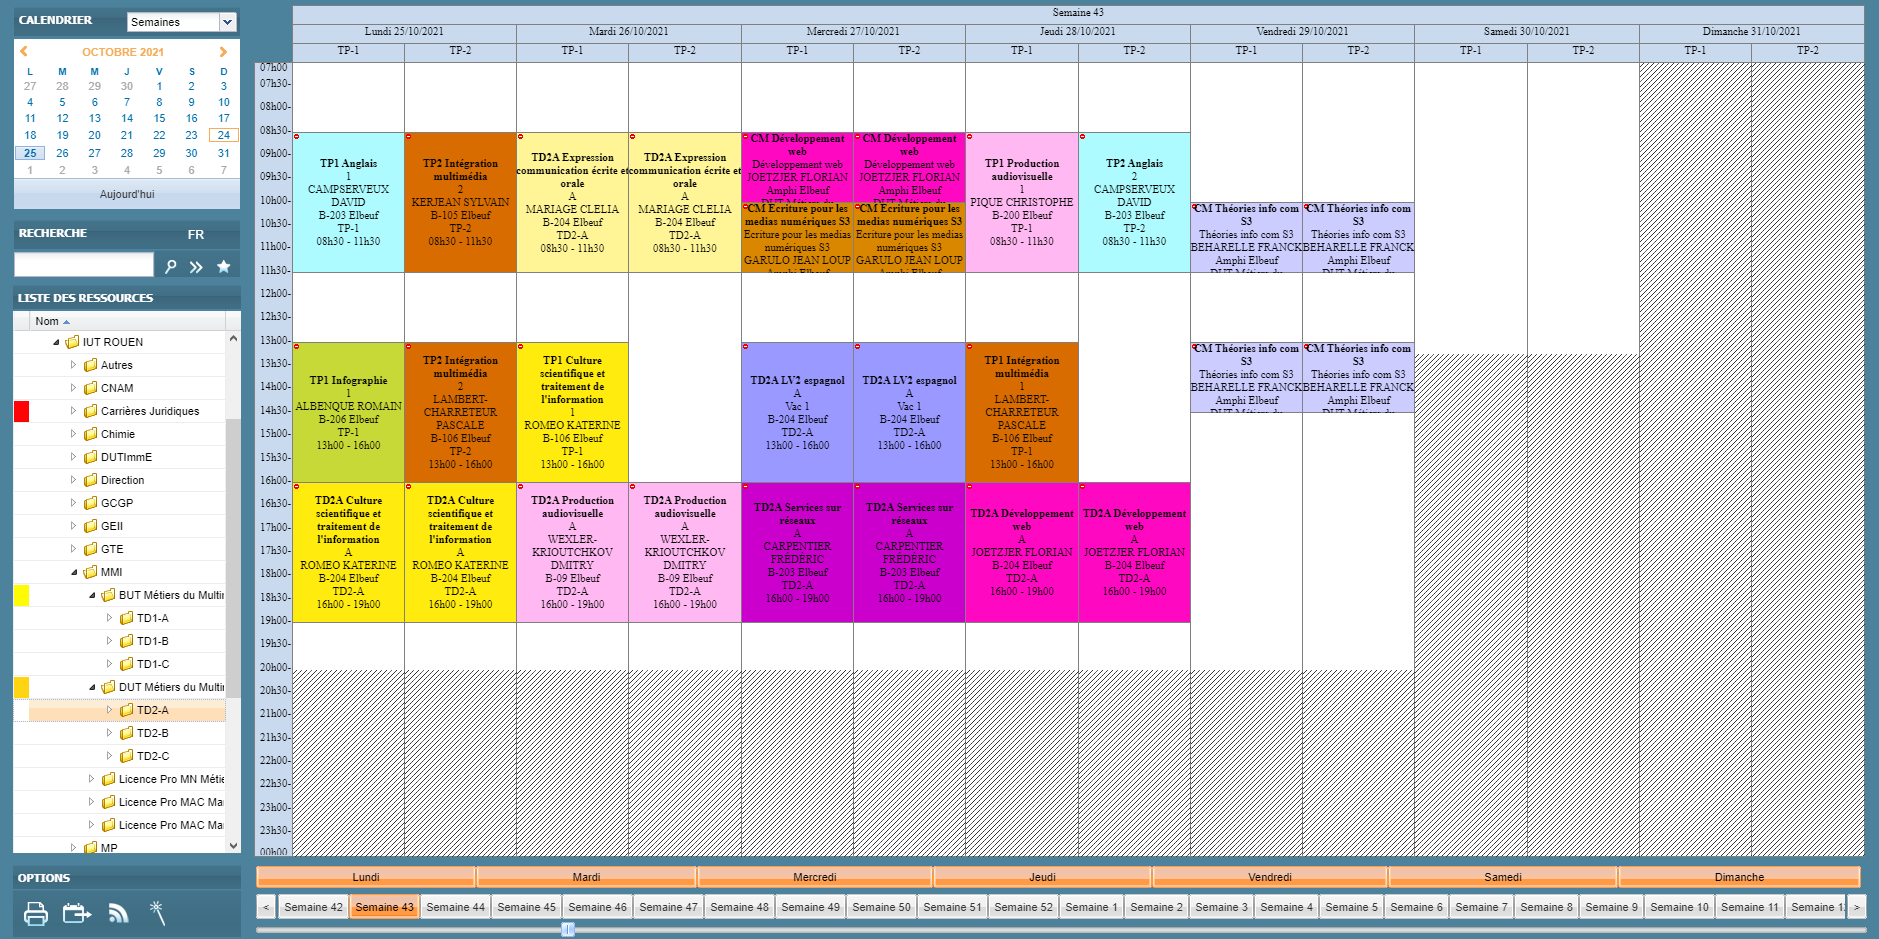 CALENDRIER
Semaines
OCTOBRE 2021
L M M J V S D
27 28 29 30 1 2 3
4 5 6 7 8 9 10
11 12 13 14 15 16 17
18 19 20 21 22 23 24
25 26 27 28 29 30 31
1 2 3 4 5 6 7
Aujourd'hui
RECHERCHE
FR
LISTE DES RESSOURCES
Nom
IUT ROUEN
Autres
CNAM
Carrières Juridiques
Chimie
DUTImmE
Direction
GCGP
GEII
GTE
MMI
BUT Métiers du Multi
TD1-A
TD1-B
TD1-C
DUT Métiers du Multi
TD2-A
TD2-B
TD2-C
Licence Pro MN Métie
Licence Pro MAC Ma
Licence Pro MAC Ma
MP
OPTIONS
Semaine 43
Lundi 25/10/2021
Mardi 26/10/2021
Mercredi 27/10/2021
Jeudi 28/10/2021
Vendredi 29/10/2021
Samedi 30/10/2021
Dimanche 31/10/2021
TP-1 TP-2 TP-1 TP-2 TP-1 TP-2 TP-1 TP-2 TP-1 TP-2 TP-1 TP-2 TP-1 TP-2
07h00
07h30-
08h00-
08h30-
09h00-
09h30-
10h00-
10h30-
11h00-
11h30-
12h00-
12h30-
13h00-
13h30-
14h00-
14h30-
15h00-
15h30-
16h00-
16h30-
17h00-
17h30-
18h00-
18h30-
19h00-
19h30-
20h00-
20h30-
21h00-
21h30-
22h00-
22h30-
23h00-
23h30-
00h00
TP1 Anglais
1
CAMPSERVEUX
DAVID
B-203 Elbeuf
TP-1
08h30 - 11h30
TP2 Intégration
multimédia
2
KERJEAN SYLVAIN
B-105 Elbeuf
TP-2
08h30 - 11h30
TD2A Expression
communication écrite et
orale
A
MARIAGE CLELIA
B-204 Elbeuf
TD2-A
08h30 - 11h30
TD2A Expression
communication écrite et
orale
A
MARIAGE CLELIA
B-204 Elbeuf
TD2-A
08h30 - 11h30
CM Développement
web
Développement web
JOETZJER FLORIAN
Amphi Elbeuf
DUT Métiers du
CM Développement
web
Développement web
JOETZJER FLORIAN
Amphi Elbeuf
DUT Métiers du
CM Ecriture pour les
medias numériques S3
Ecriture pour les medias
numériques S3
GARULO JEAN LOUP
Amphi Elbeuf
CM Ecriture pour les
medias numériques S3
Ecriture pour les medias
numériques S3
GARULO JEAN LOUP
Amphi Elbeuf
TP1 Production
audiovisuelle
1
PIQUE CHRISTOPHE
B-200 Elbeuf
TP-1
08h30 - 11h30
TP2 Anglais
2
CAMPSERVEUX
DAVID
B-203 Elbeuf
TP-2
08h30 - 11h30
CM Théories info com
S3
Théories info com S3
BEHARELLE FRANCK
Amphi Elbeuf
DUT Métiers du
CM Théories info com
S3
Théories info com S3
BEHARELLE FRANCK
Amphi Elbeuf
DUT Métiers du
TP1 Infographie
1
ALBENQUE ROMAIN
B-206 Elbeuf
TP-1
13h00 - 16h00
TP2 Intégration
multimédia
2
LAMBERT-
CHARRETEUR
PASCALE
B-106 Elbeuf
TP-2
13h00 - 16h00
TP1 Culture
scientifique et
traitement de
l'information
1
ROMEO KATERINE
B-106 Elbeuf
TP-1
13h00 - 16h00
TD2A LV2 espagnol
A
Vac 1
B-204 Elbeuf
TD2-A
13h00 - 16h00
TD2A LV2 espagnol
A
Vac 1
B-204 Elbeuf
TD2-A
13h00 - 16h00
TP1 Intégration
multimédia
1
LAMBERT-
CHARRETEUR
PASCALE
B-106 Elbeuf
TP-1
13h00 - 16h00
CM Théories info com
S3
Théories info com S3
BEHARELLE FRANCK
Amphi Elbeuf
DUT Métiers du
CM Théories info com
S3
Théories info com S3
BEHARELLE FRANCK
Amphi Elbeuf
DUT Métiers du
TD2A Culture
scientifique et
traitement de
l'information
A
ROMEO KATERINE
B-204 Elbeuf
TD2-A
16h00 - 19h00
TD2A Culture
scientifique et
traitement de
l'information
A
ROMEO KATERINE
B-204 Elbeuf
TD2-A
16h00 - 19h00
TD2A Production
audiovisuelle
A
WEXLER-
KRIOUTCHKOV
DMITRY
B-09 Elbeuf
TD2-A
16h00 - 19h00
TD2A Production
audiovisuelle
A
WEXLER-
KRIOUTCHKOV
DMITRY
B-09 Elbeuf
TD2-A
16h00 - 19h00
TD2A Services sur
réseaux
A
CARPENTIER
FRÉDÉRIC
B-203 Elbeuf
TD2-A
16h00 - 19h00
TD2A Services sur
réseaux
A
CARPENTIER
FRÉDÉRIC
B-203 Elbeuf
TD2-A
16h00 - 19h00
TD2A Développement
web
A
JOETZJER FLORIAN
B-204 Elbeuf
TD2-A
16h00 - 19h00
TD2A Développement
web
A
JOETZJER FLORIAN
B-204 Elbeuf
TD2-A
16h00 - 19h00
Lundi Mardi Mercredi Jeudi Vendredi Samedi Dimanche
< Semaine 42 Semaine 43 Semaine 44 Semaine 45 Semaine 46 Semaine 47 Semaine 48 Semaine 49 Semaine 50 Semaine 51 Semaine 52 Semaine 1 Semaine 2 Semaine 3 Semaine 4 Semaine 5 Semaine 6 Semaine 7 Semaine 8 Semaine 9 Semaine 10 Semaine 11 Semaine 1 >